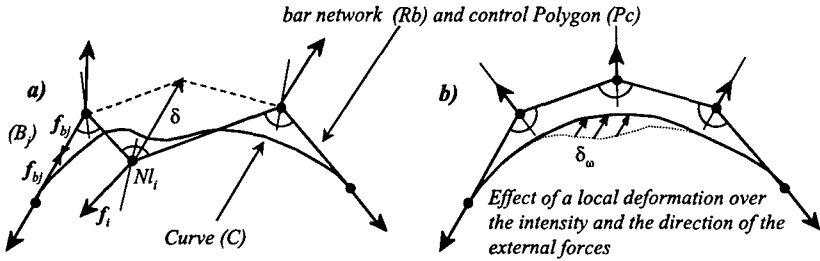 bar network (Rb) and control Polygon (Pc)
a)
b)
δ
(Bj)
fbj
fbj
Nli
fi
Curve (C)
δω
Effect of a local deformation over
the intensity and the direction of the
external forces